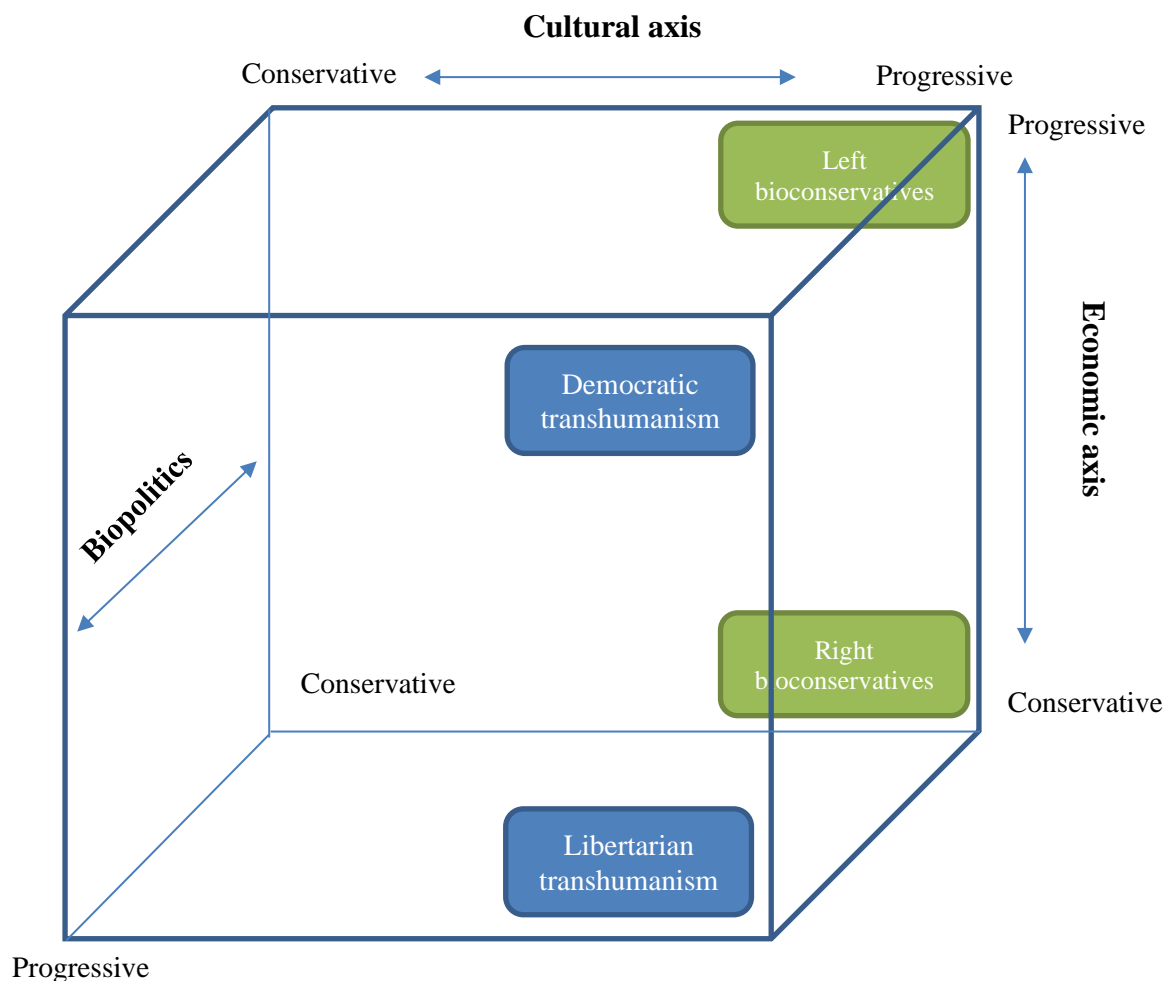 Cultural axis
Conservative
Progressive
Progressive
Left
bioconservatives
Democratic
transhumanism
Economic axis
Biopolitics
Right
bioconservatives
Conservative
Conservative
Libertarian
transhumanism
Progressive